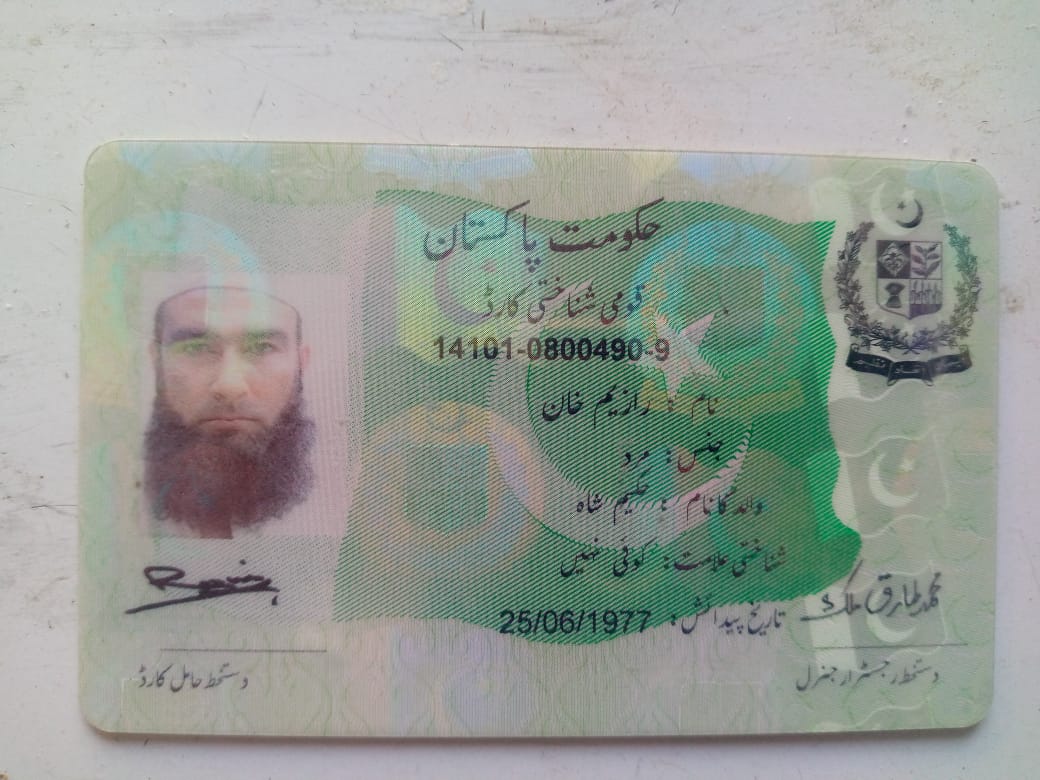 حکومت پاکستان
قومی شناختی کارڈ
14101-0800490-9
نام : رازیم خان
جنس : مرد
والد کا نام : حکیم شاہ
شناختی علامت : کوئی نہیں
تاریخ پیدائش : 25/06/1977
محمد طارق ملک
دستخط حامل کارڈ
دستخط رجسٹرار جنرل